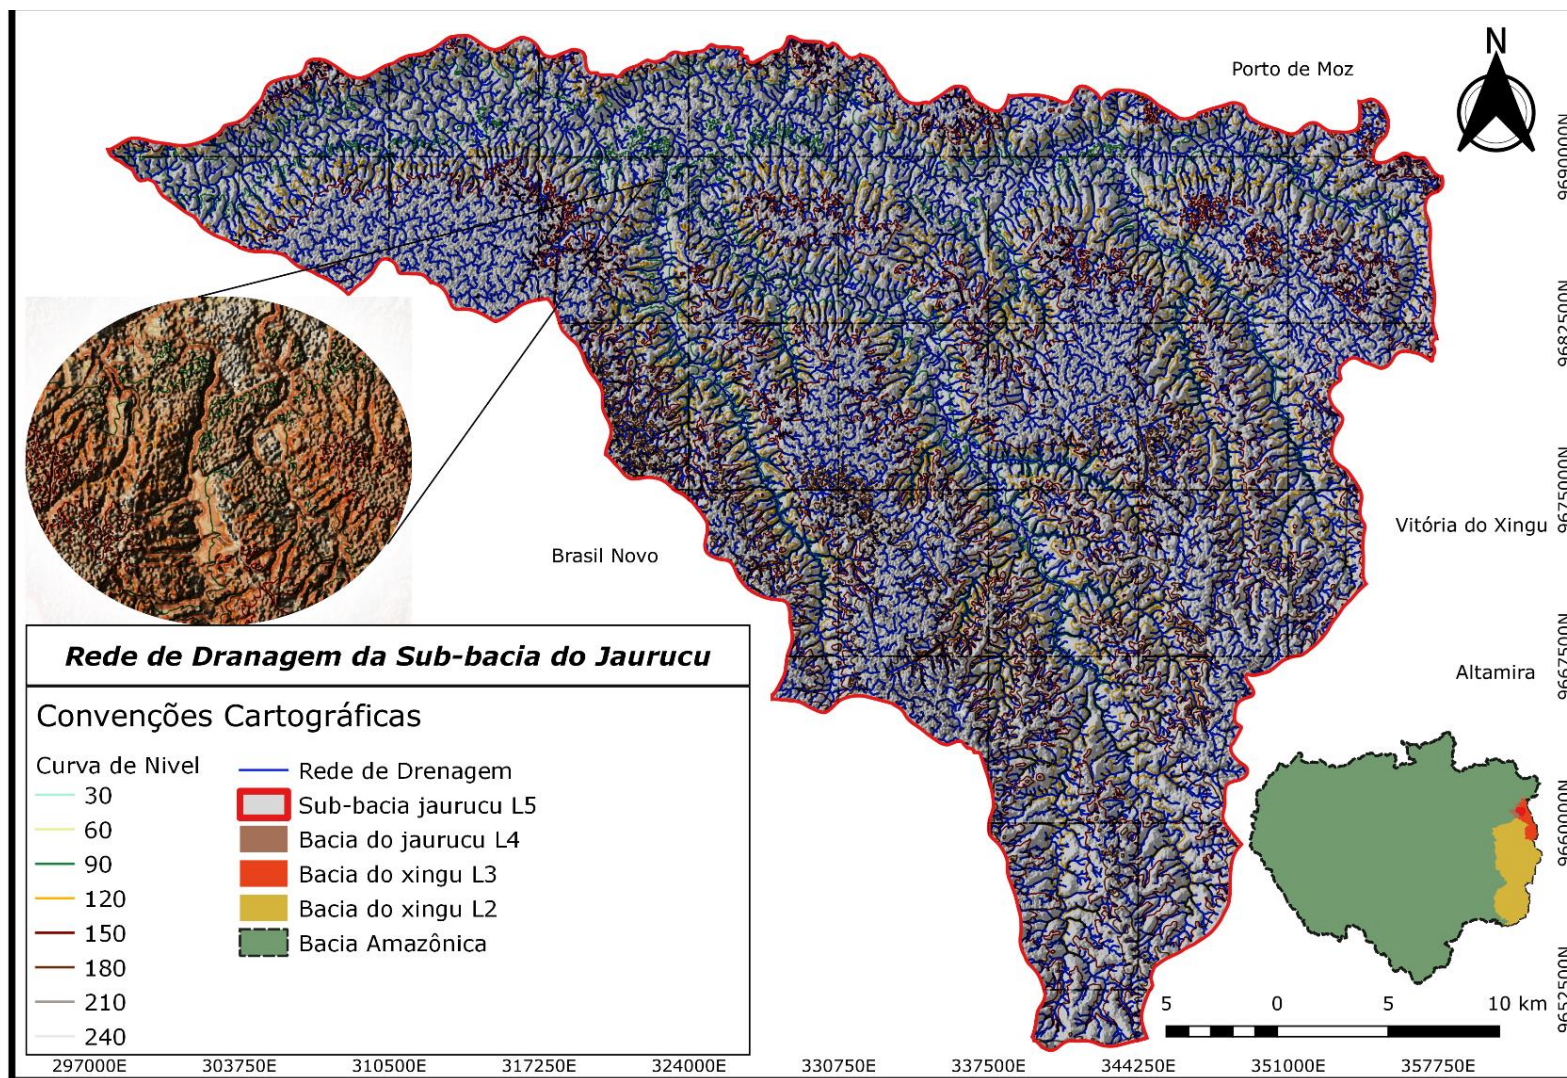 N
Porto de Moz
9690000N
9682500N
9675000N
Vitória do Xingu
Brasil Novo
9667500N
Altamira
Rede de Dranagem da Sub-bacia do Jaurucu
Convenções Cartográficas
Curva de Nivel
30
60
90
120
150
180
210
240
Rede de Drenagem
Sub-bacia jaurucu L5
Bacia do jaurucu L4
Bacia do xingu L3
Bacia do xingu L2
Bacia Amazônica
9660000N
9652500N
5 0 5 10 km
297000E 303750E 310500E 317250E 324000E 330750E 337500E 344250E 351000E 357750E